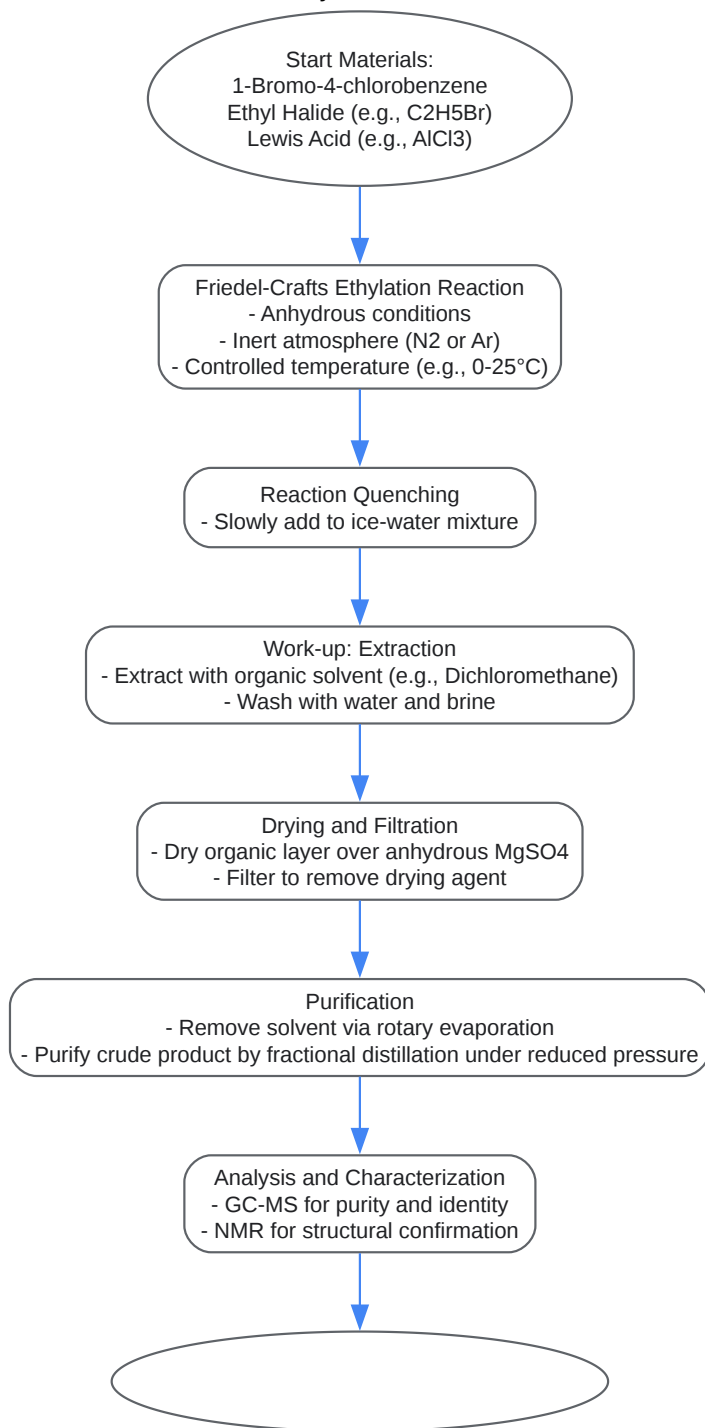 Start Materials:
1-Bromo-4-chlorobenzene
Ethyl Halide (e.g., C2H5Br)
Lewis Acid (e.g., AlCl3)
Friedel-Crafts Ethylation Reaction
- Anhydrous conditions
- Inert atmosphere (N2 or Ar)
- Controlled temperature (e.g., 0-25°C)
Reaction Quenching
- Slowly add to ice-water mixture
Work-up: Extraction
- Extract with organic solvent (e.g., Dichloromethane)
- Wash with water and brine
Drying and Filtration
- Dry organic layer over anhydrous MgSO4
- Filter to remove drying agent
Purification
- Remove solvent via rotary evaporation
- Purify crude product by fractional distillation under reduced pressure
Analysis and Characterization
- GC-MS for purity and identity
- NMR for structural confirmation